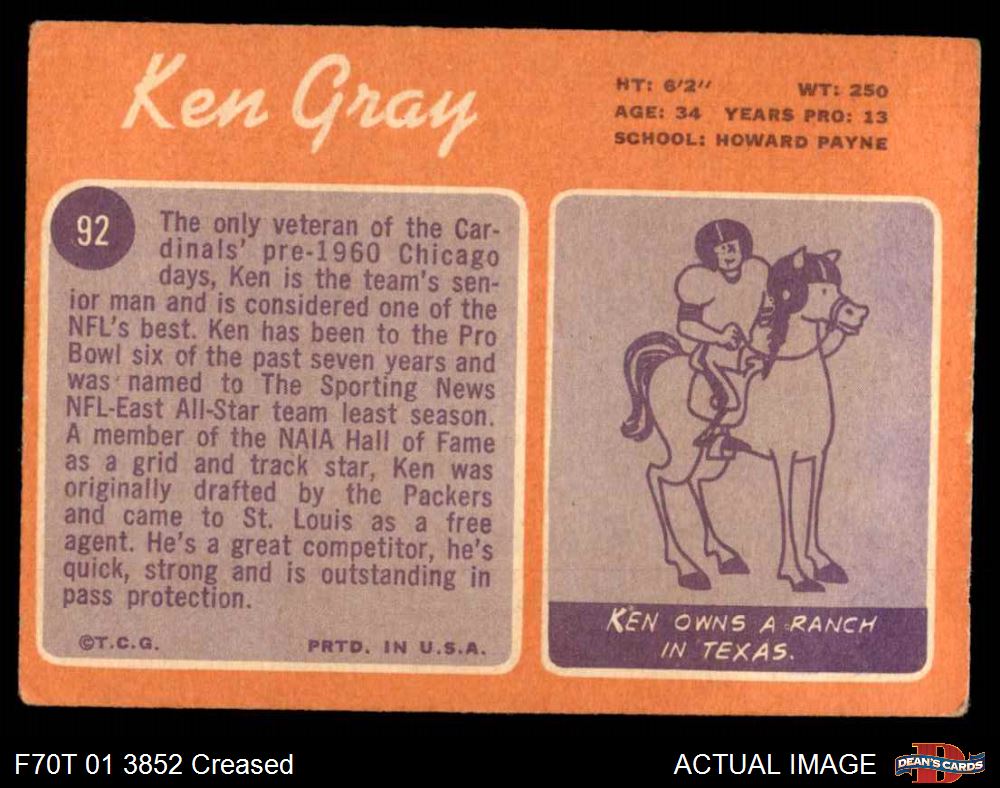 Ken Gray
HT: 6'2" WT: 250
AGE: 34 YEARS PRO: 13
SCHOOL: HOWARD PAYNE
92
The only veteran of the Car-
dinals' pre-1960 Chicago
days, Ken is the team's sen-
ior man and is considered one of the
NFL's best. Ken has been to the Pro
Bowl six of the past seven years and
was named to The Sporting News
NFL-East All-Star team least season.
A member of the NAIA Hall of Fame
as a grid and track star, Ken was
originally drafted by the Packers
and came to St. Louis as a free
agent. He's a great competitor, he's
quick, strong and is outstanding in
pass protection.
©T.C.G. PRTD. IN U.S.A.
KEN OWNS A RANCH
IN TEXAS.
F70T 01 3852 Creased
ACTUAL IMAGE
D
DEAN'S CARDS